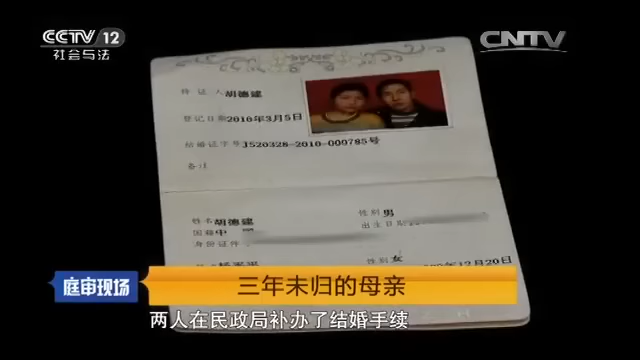 CCTV 12
社会与法
CNTV
持证人 胡德建
登记日期 2010年3月5日
结婚证字号 J520328-2010-000785号
备注
姓名 胡德建 性别 男
国籍 中 出生日期
身份证件
性别 女
12月20日
庭审现场
三年未归的母亲
两人在民政局补办了结婚手续